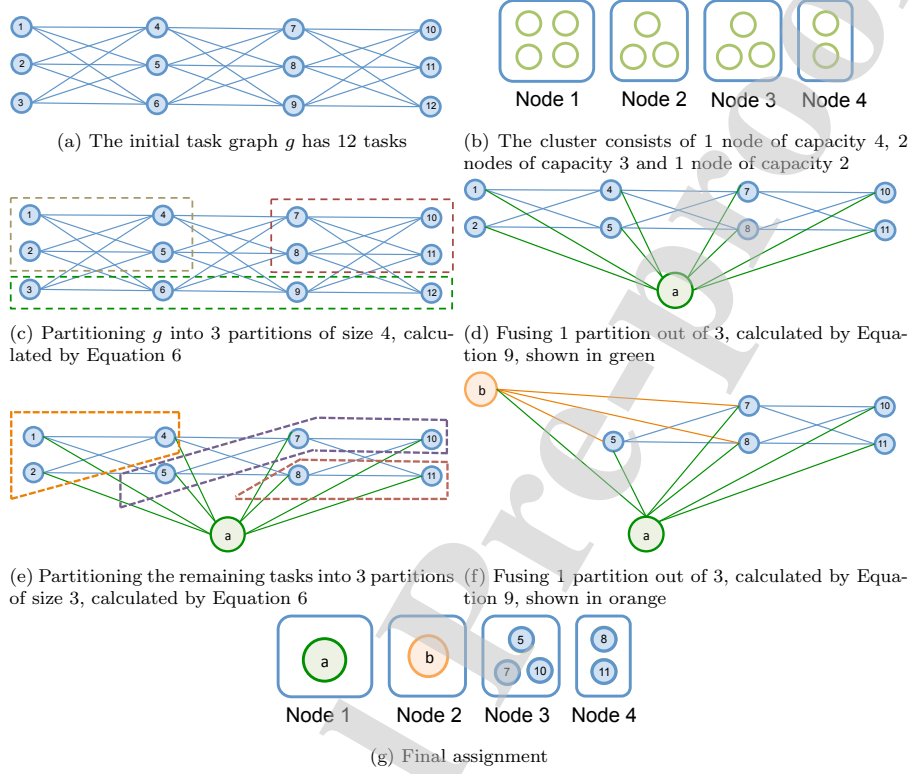 1 4 7 10
2 5 8 11
3 6 9 12
(a) The initial task graph g has 12 tasks
Node 1 Node 2 Node 3 Node 4
(b) The cluster consists of 1 node of capacity 4, 2
nodes of capacity 3 and 1 node of capacity 2
1 4 7 10
2 5 8 11
3 6 9 12
(c) Partitioning g into 3 partitions of size 4, calcu-
lated by Equation 6
1 4 7 10
2 5 8 11
a
(d) Fusing 1 partition out of 3, calculated by Equa-
tion 9, shown in green
1 4 7 10
2 5 8 11
a
(e) Partitioning the remaining tasks into 3 partitions
of size 3, calculated by Equation 6
b
7 10
5 8 11
a
(f) Fusing 1 partition out of 3, calculated by Equa-
tion 9, shown in orange
a b 5 8
7 10 11
Node 1 Node 2 Node 3 Node 4
(g) Final assignment
l Pre-proo